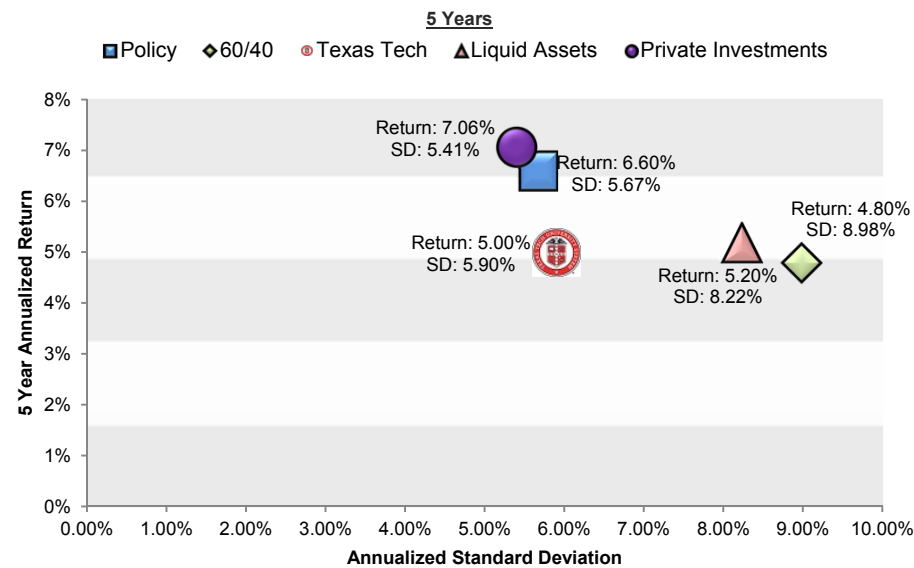 5 Years
Policy 60/40 Texas Tech Liquid Assets Private Investments
8%
7%
6%
5%
4%
3%
2%
1%
0%
5 Year Annualized Return
Return: 7.06%
SD: 5.41%
Return: 6.60%
SD: 5.67%
Return: 5.00%
SD: 5.90%
Return: 4.80%
SD: 8.98%
Return: 5.20%
SD: 8.22%
0.00% 1.00% 2.00% 3.00% 4.00% 5.00% 6.00% 7.00% 8.00% 9.00% 10.00%
Annualized Standard Deviation